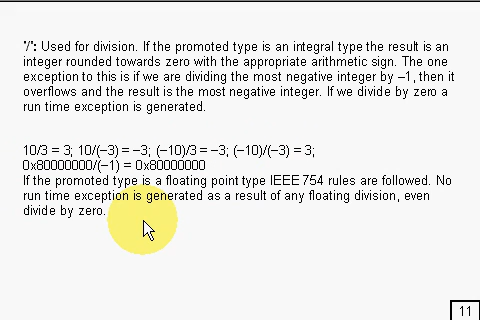 '/': Used for division. If the promoted type is an integral type the result is an
integer rounded towards zero with the appropriate arithmetic sign. The one
exception to this is if we are dividing the most negative integer by –1, then it
overflows and the result is the most negative integer. If we divide by zero a
run time exception is generated.
10/3 = 3; 10/(–3) = –3; (–10)/3 = –3; (–10)/(–3) = 3;
0x80000000/(–1) = 0x80000000
If the promoted type is a floating point type IEEE 754 rules are followed. No
run time exception is generated as a result of any floating division, even
divide by zero.
11